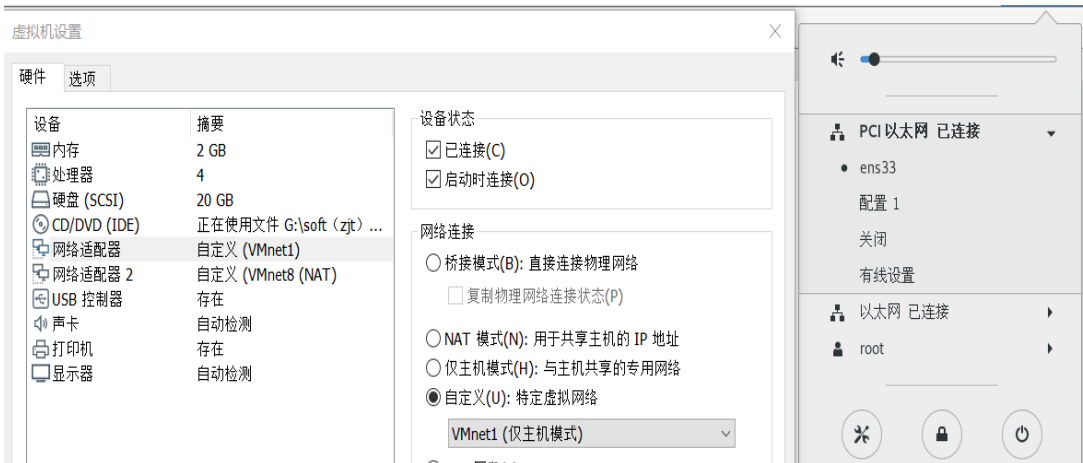 虚拟机设置
硬件 选项
设备 摘要
内存 2 GB
处理器 4
硬盘 (SCSI) 20 GB
CD/DVD (IDE) 正在使用文件 G:\soft（zjt）...
网络适配器 自定义 (VMnet1)
网络适配器 2 自定义 (VMnet8 (NAT)
USB 控制器 存在
声卡 自动检测
打印机 存在
显示器 自动检测
设备状态
已连接(C)
启动时连接(O)
网络连接
桥接模式(B): 直接连接物理网络
复制物理网络连接状态(P)
NAT 模式(N): 用于共享主机的 IP 地址
仅主机模式(H): 与主机共享的专用网络
自定义(U): 特定虚拟网络
VMnet1 (仅主机模式)
PCI 以太网 已连接
ens33
配置 1
关闭
有线设置
以太网 已连接
root